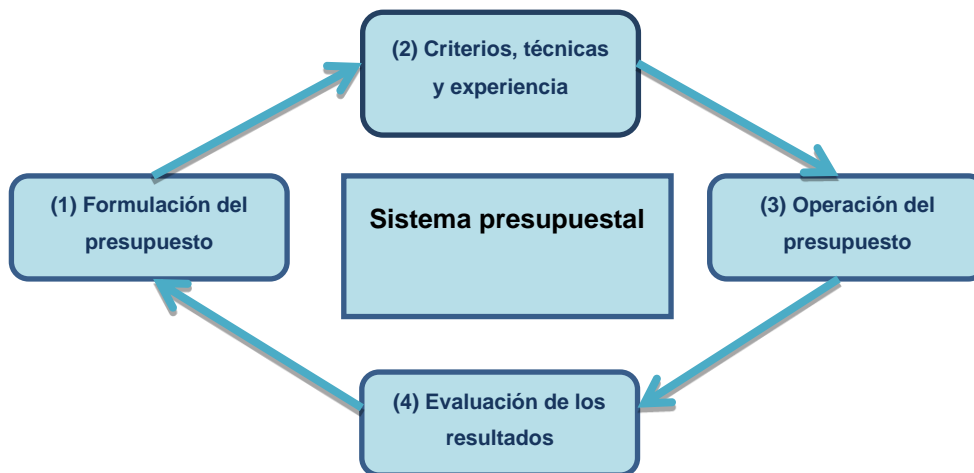 (2) Criterios, técnicas
y experiencia
(1) Formulación del
presupuesto
Sistema presupuestal
(3) Operación del
presupuesto
(4) Evaluación de los
resultados